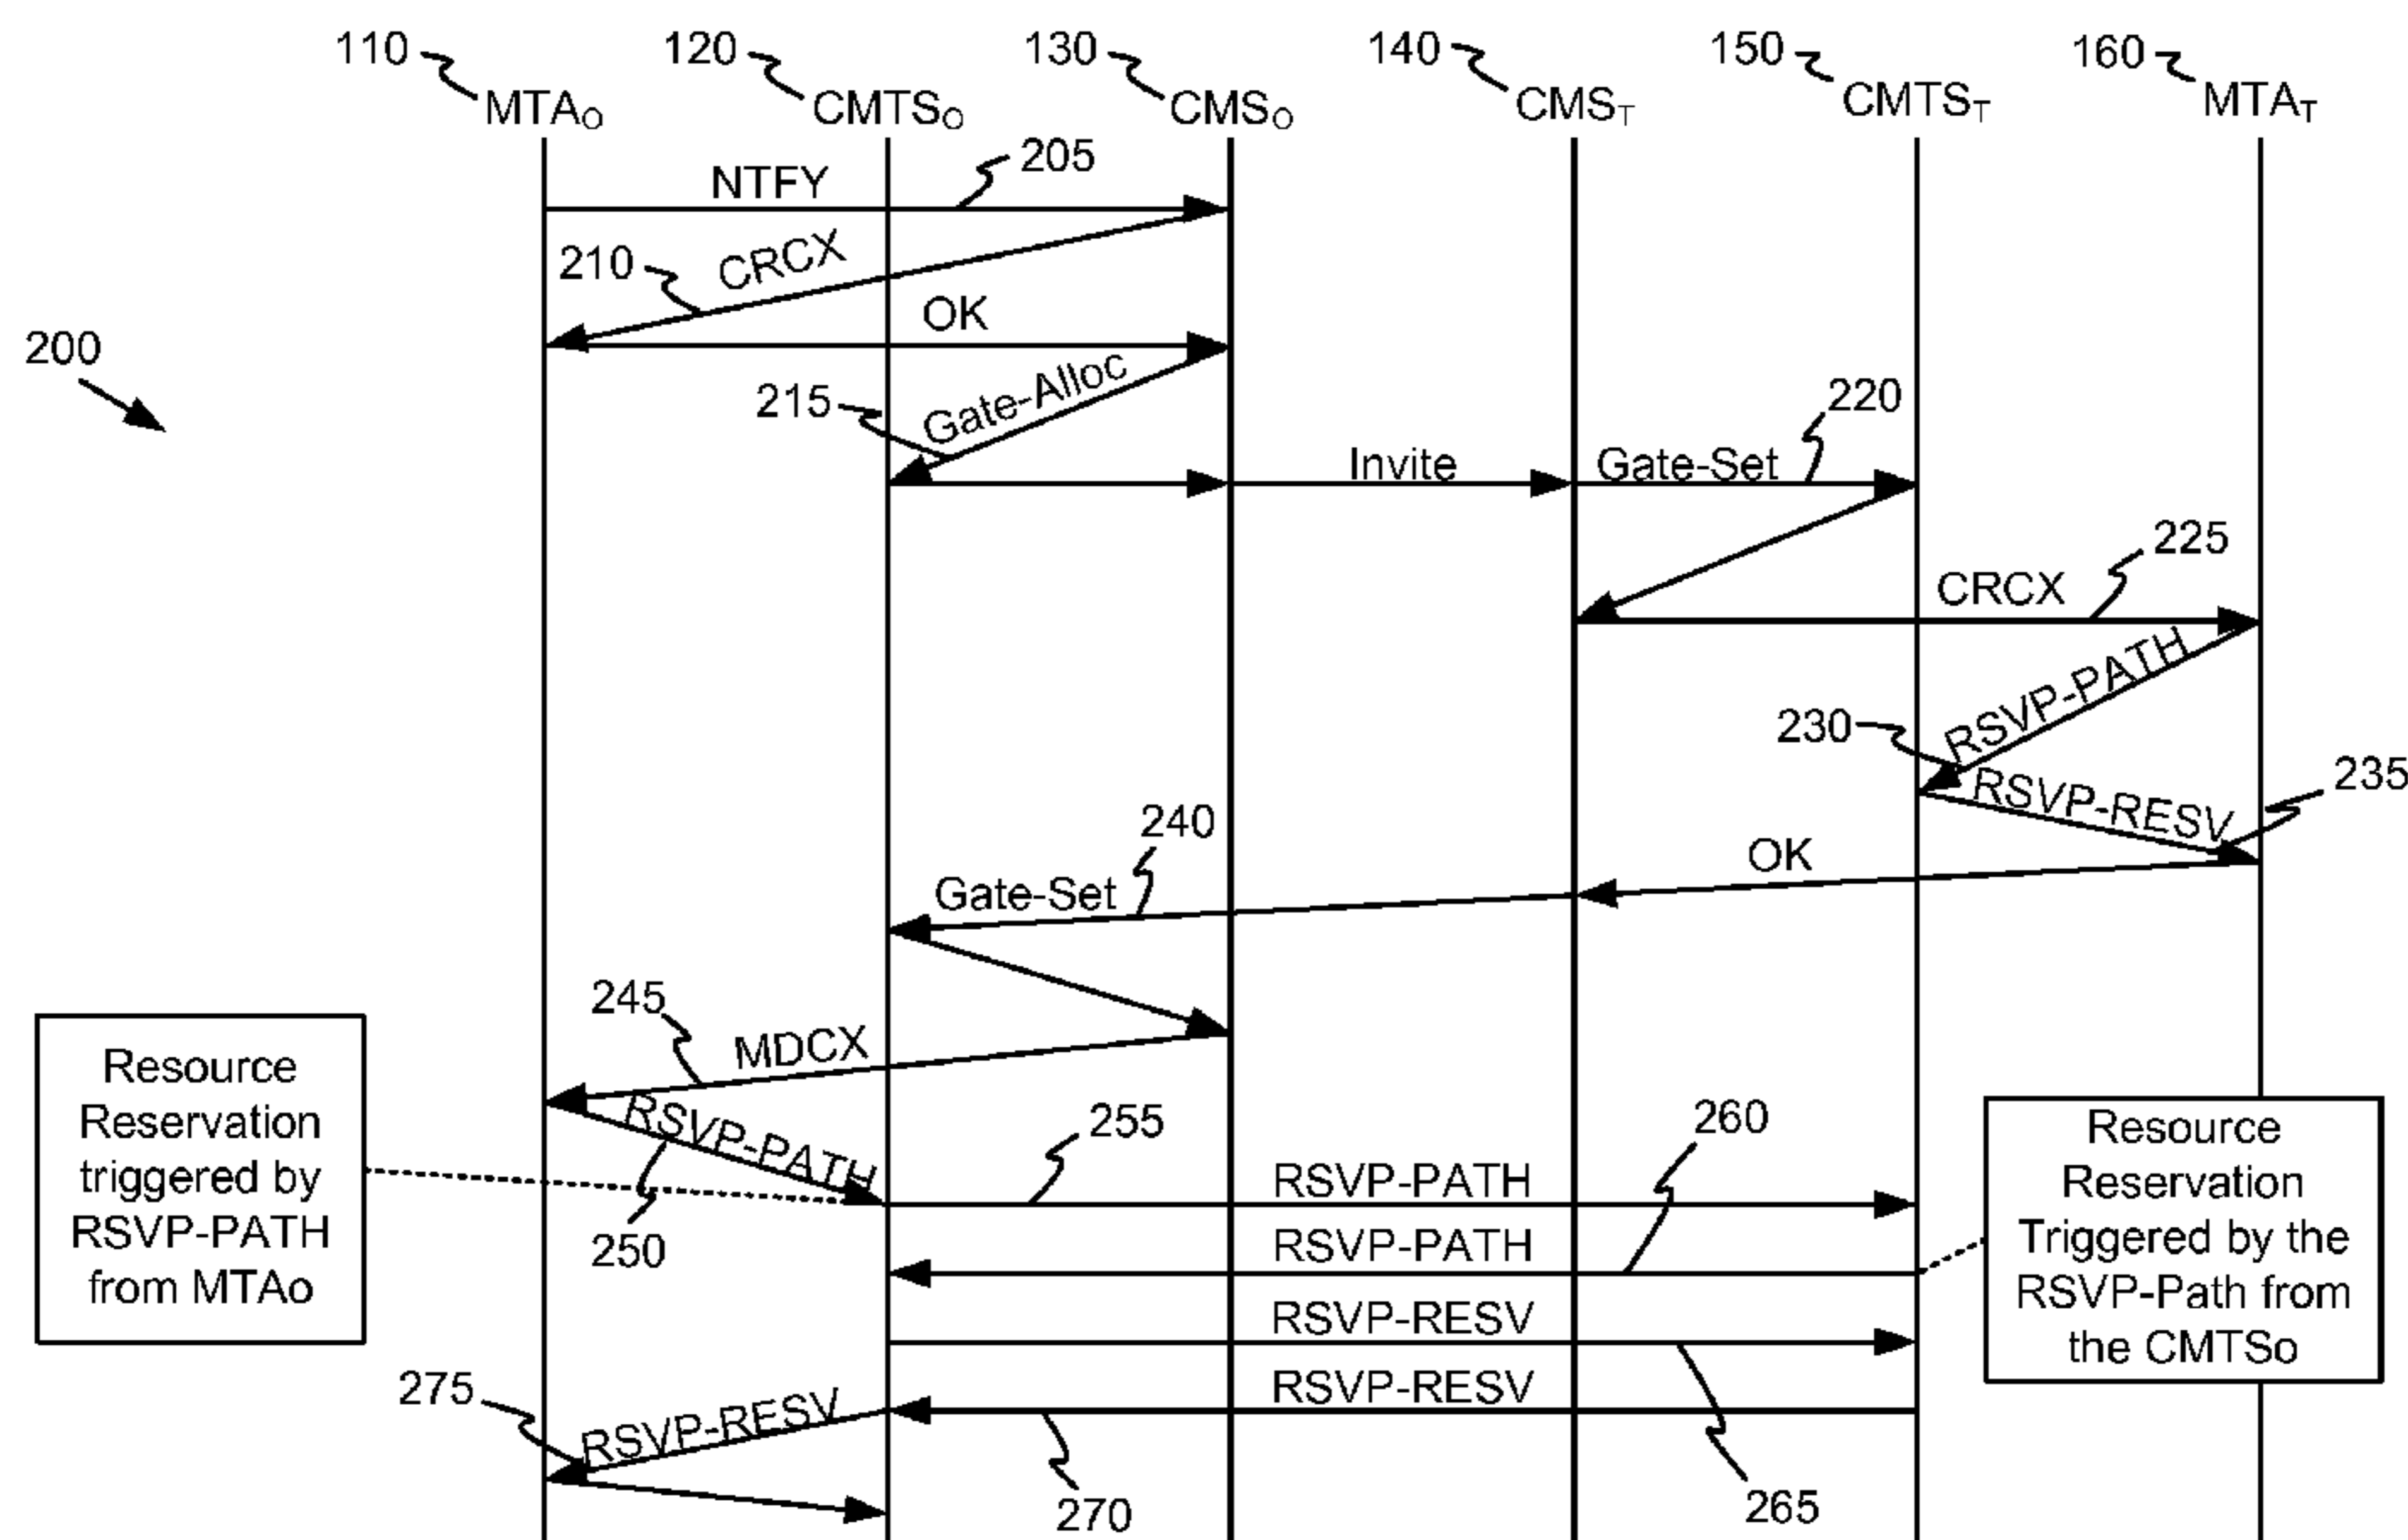 110 120 130 140 150 160
MTAO CMTSO CMSO CMST CMTST MTAT
NTFY 205
210 CRCX
OK
200
215 Gate-Alloc 220
Invite Gate-Set
225
CRCX
RSVP-PATH
230
RSVP-RESV 235
240
OK
Gate-Set
245
MDCX
Resource
Reservation
triggered by
RSVP-PATH
from MTAo
RSVP-PATH
250
255
260
RSVP-PATH
RSVP-PATH
RSVP-RESV
RSVP-RESV
Resource
Reservation
Triggered by the
RSVP-Path from
the CMTSo
275
RSVP-RESV
270
265